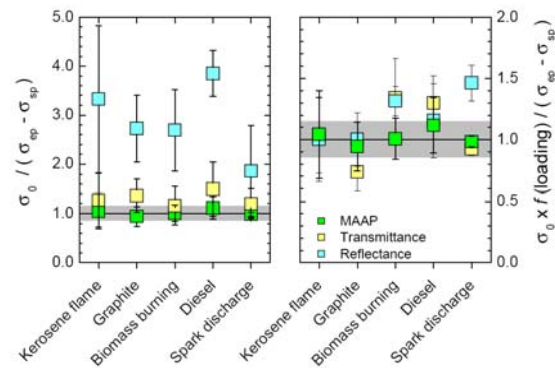 5.0
4.0
3.0
2.0
1.0
0.0
σ₀ / ( σₑₚ - σₛₚ )
Kerosene flame
Graphite
Biomass burning
Diesel
Spark discharge
2.0
1.5
1.0
0.5
0.0
σ₀ x f (loading) / ( σₑₚ - σₛₚ )
MAAP
Transmittance
Reflectance
Kerosene flame
Graphite
Biomass burning
Diesel
Spark discharge